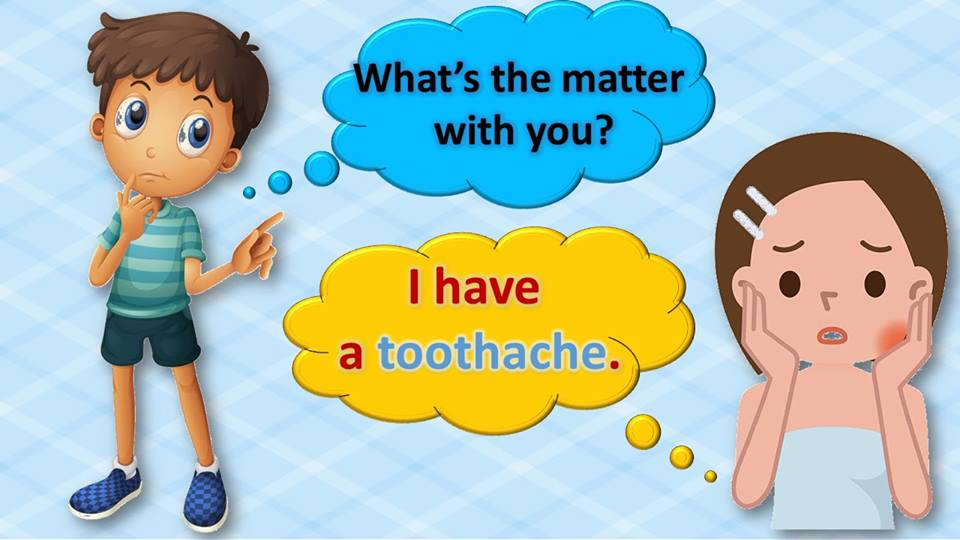 What's the matter
with you?
I have
a toothache.